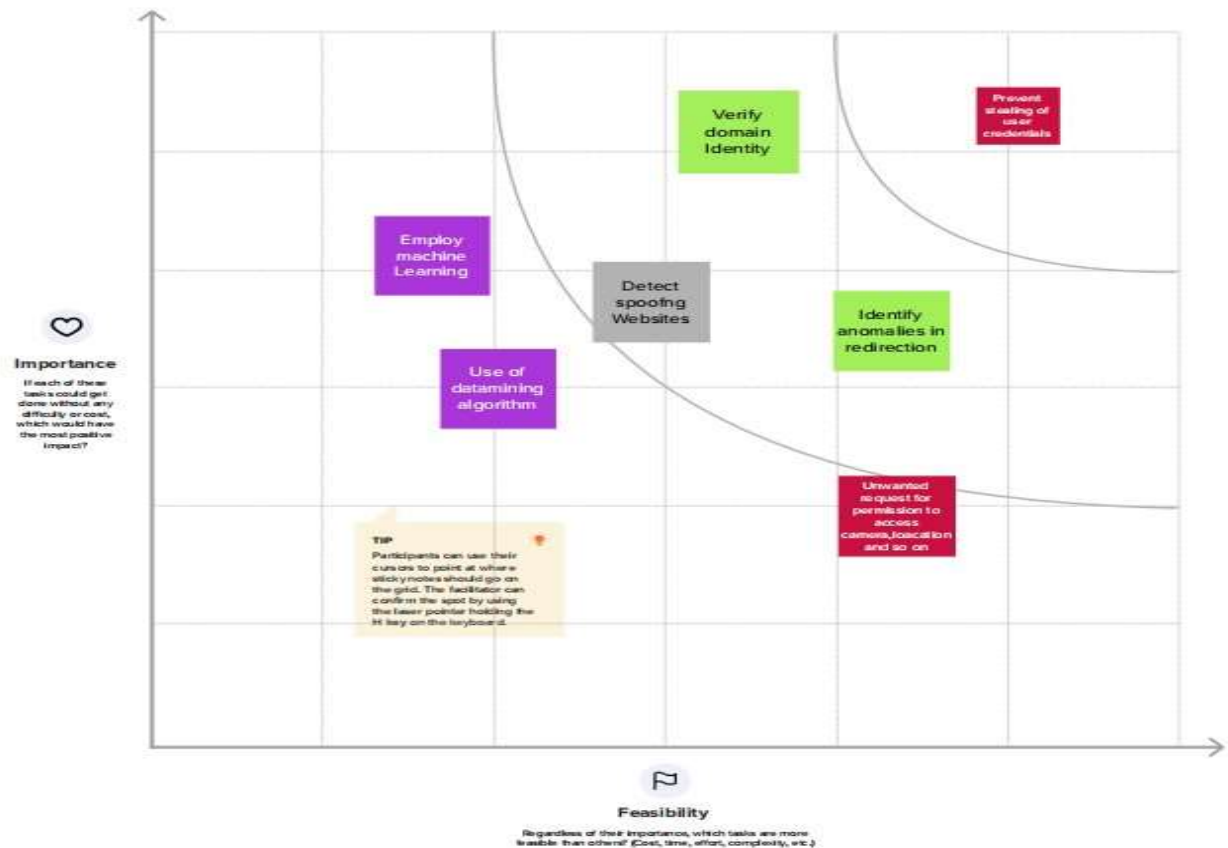 Verify
domain
Identity
Prevent
stealing of
user
credentials
Employ
machine
Learning
Detect
spoofng
Websites
Identify
anomalies in
redirection
Importance
If each of these
tasks could get
done without any
difficulty or cost,
which would have
the most positive
impact?
Use of
datamining
algorithm
Unwanted
request for
permission to
access
camera,loacation
and so on
TIP
Participants can use their
cursors to point at where
sticky notes should go on
the grid. The facilitator can
confirm the spot by using
the laser pointer holding the
H key on the keyboard.
Feasibility
Regardless of their importance, which tasks are more
feasible than others? (Cost, time, effort, complexity, etc.)